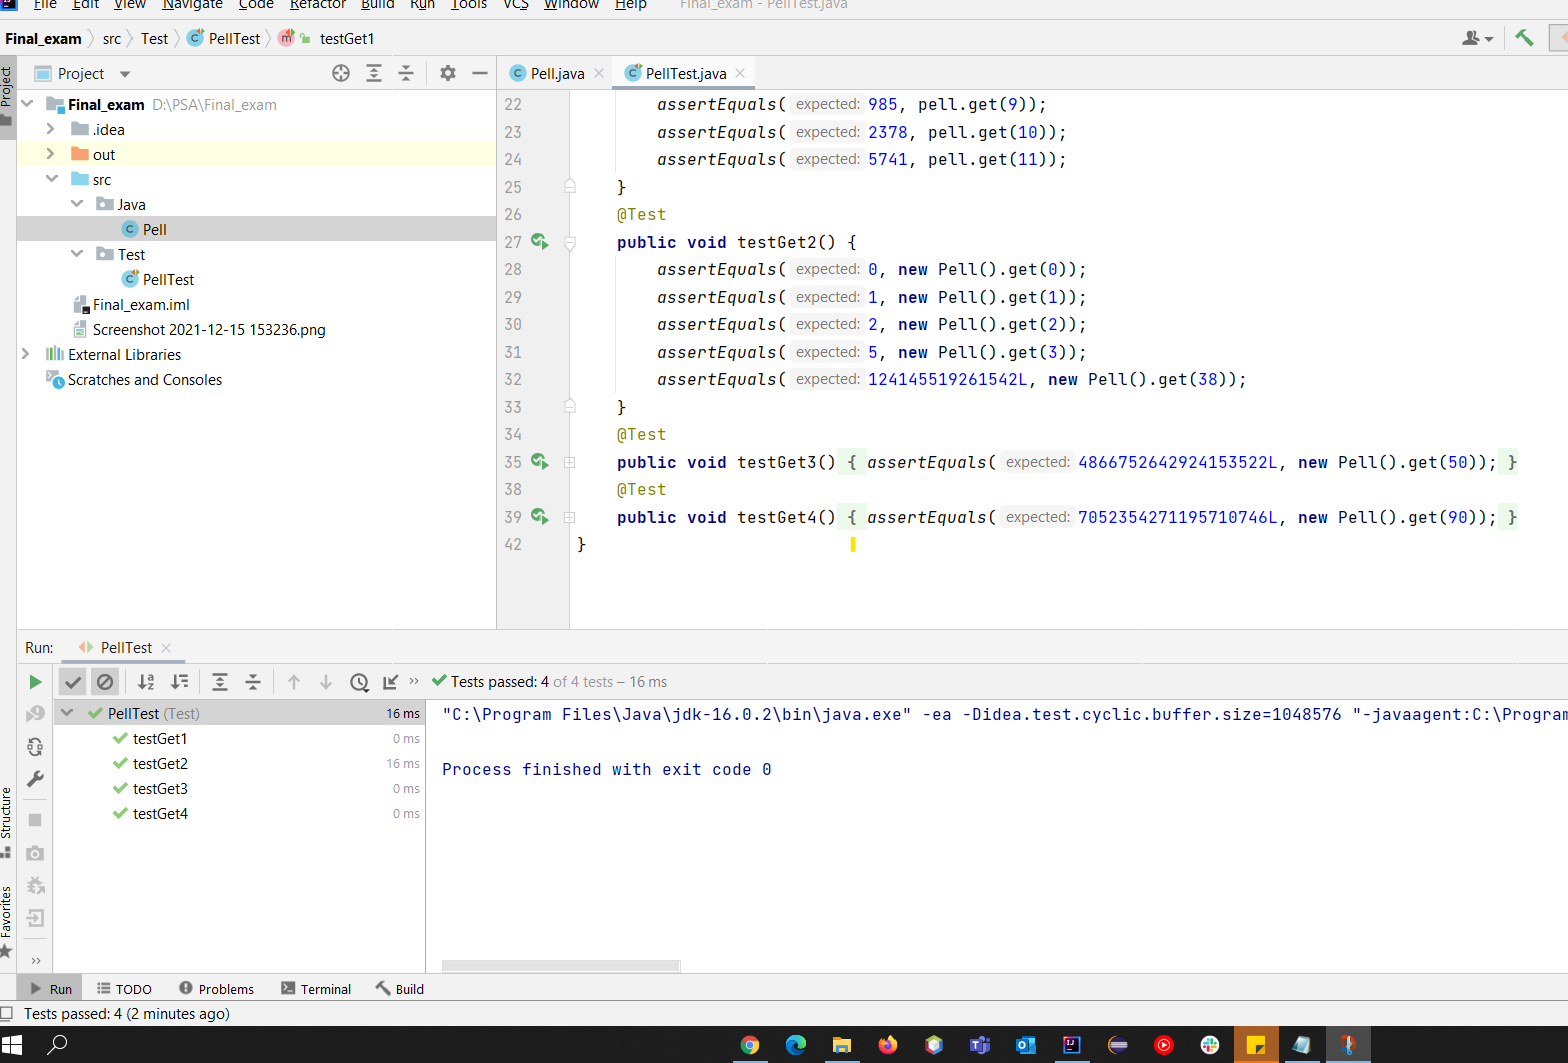 File Edit View Navigate Code Refactor Build Run Tools VCS Window Help Final_exam - PellTest.java
Final_exam src Test PellTest m testGet1
Project
Project
Pell.java
PellTest.java
Final_exam D:\PSA\Final_exam
.idea
out
src
Java
Pell
Test
PellTest
Final_exam.iml
Screenshot 2021-12-15 153236.png
External Libraries
Scratches and Consoles
22 assertEquals( expected: 985, pell.get(9));
23 assertEquals( expected: 2378, pell.get(10));
24 assertEquals( expected: 5741, pell.get(11));
25 }
26 @Test
27 public void testGet2() {
28 assertEquals( expected: 0, new Pell().get(0));
29 assertEquals( expected: 1, new Pell().get(1));
30 assertEquals( expected: 2, new Pell().get(2));
31 assertEquals( expected: 5, new Pell().get(3));
32 assertEquals( expected: 124145519261542L, new Pell().get(38));
33 }
34 @Test
35 public void testGet3() { assertEquals( expected: 4866752642924153522L, new Pell().get(50)); }
38 @Test
39 public void testGet4() { assertEquals( expected: 7052354271195710746L, new Pell().get(90)); }
42 }
Run: PellTest
Tests passed: 4 of 4 tests – 16 ms
PellTest (Test) 16 ms
testGet1 0 ms
testGet2 16 ms
testGet3 0 ms
testGet4 0 ms
"C:\Program Files\Java\jdk-16.0.2\bin\java.exe" -ea -Didea.test.cyclic.buffer.size=1048576 "-javaagent:C:\Program
Process finished with exit code 0
Structure
Favorites
Run TODO Problems Terminal Build
Tests passed: 4 (2 minutes ago)